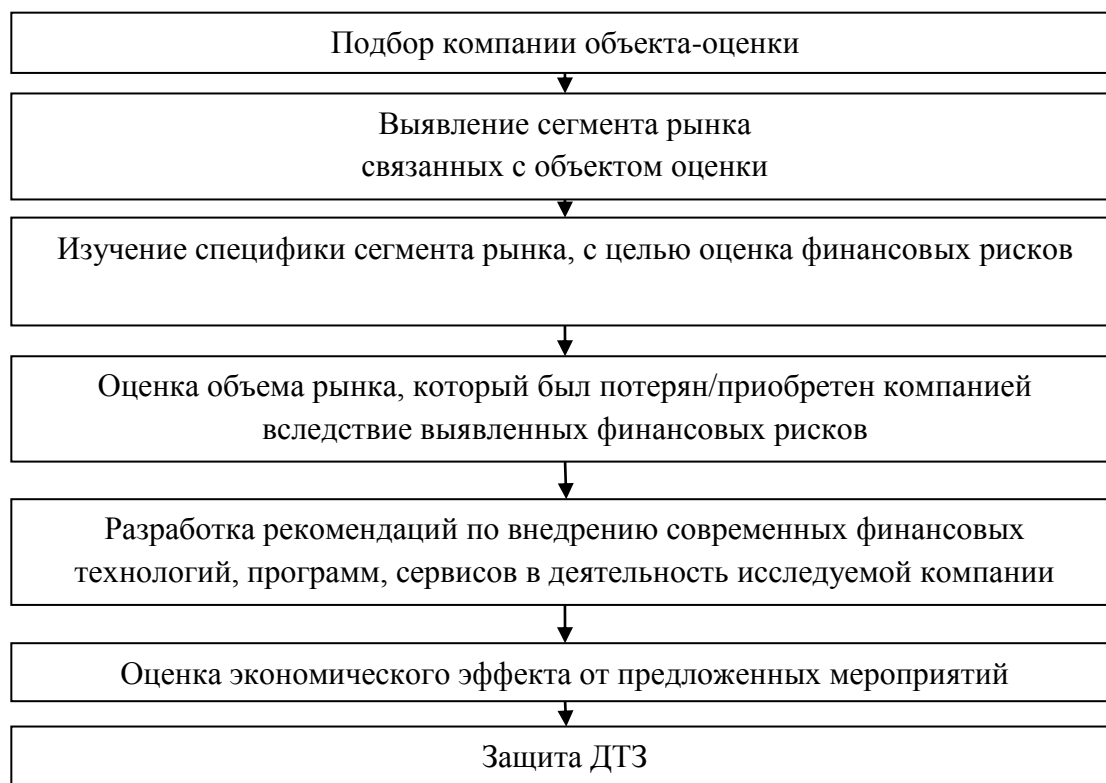 Подбор компании объекта-оценки
Выявление сегмента рынка
связанных с объектом оценки
Изучение специфики сегмента рынка, с целью оценка финансовых рисков
Оценка объема рынка, который был потерян/приобретен компанией
вследствие выявленных финансовых рисков
Разработка рекомендаций по внедрению современных финансовых
технологий, программ, сервисов в деятельность исследуемой компании
Оценка экономического эффекта от предложенных мероприятий
Защита ДТЗ